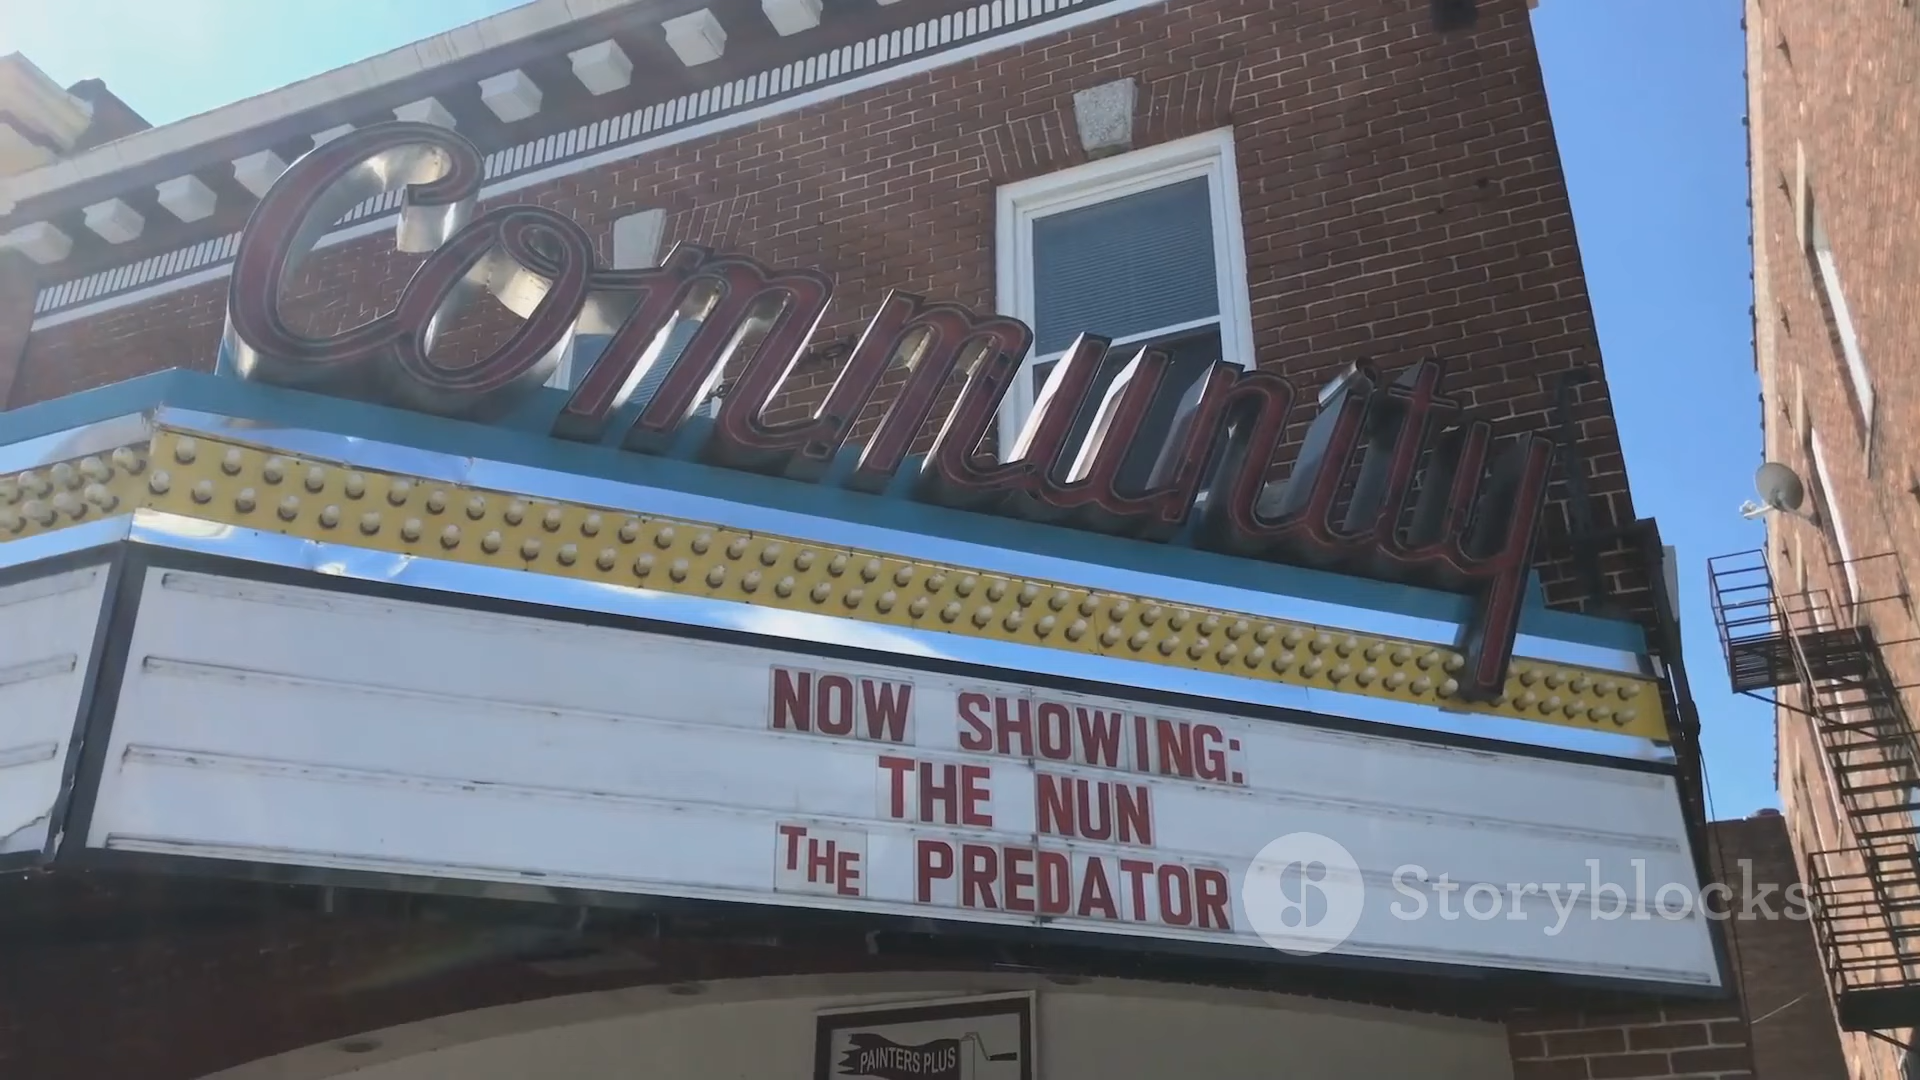 Community
NOW SHOWING:
THE NUN
THE PREDATOR
Storyblocks
PAINTERS PLUS